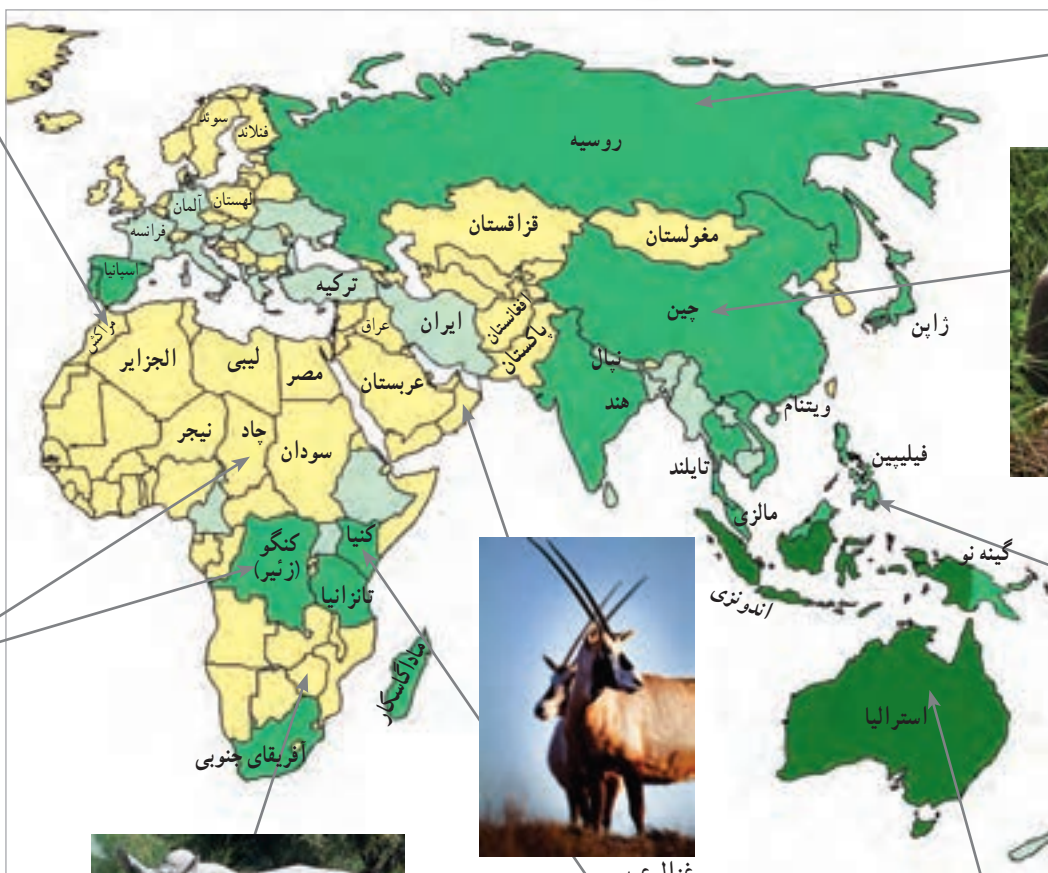 سوئد
فنلاند
روسیه
آلمان
لهستان
فرانسه
اسپانیا
قزاقستان
مغولستان
ترکیه
چین
ژاپن
ایران
عراق
افغانستان
پاکستان
نپال
هند
مراکش
الجزایر
لیبی
مصر
عربستان
ویتنام
نیجر
چاد
سودان
تایلند
فیلیپین
مالزی
کنگو
(زئیر)
کنیا
تانزانیا
گینه نو
اندونزی
ماداگاسگار
استرالیا
آفریقای جنوبی